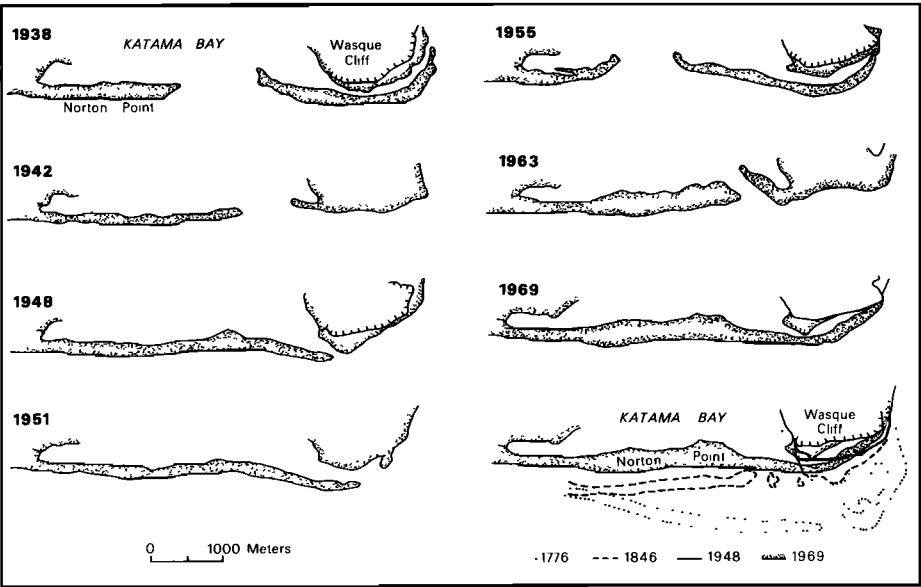 1938
KATAMA BAY
Wasque
Cliff
Norton Point
1942
1948
1951
0 1000 Meters
1955
1963
1969
KATAMA BAY
Wasque
Cliff
Norton Point
1776 1846 1948 1969